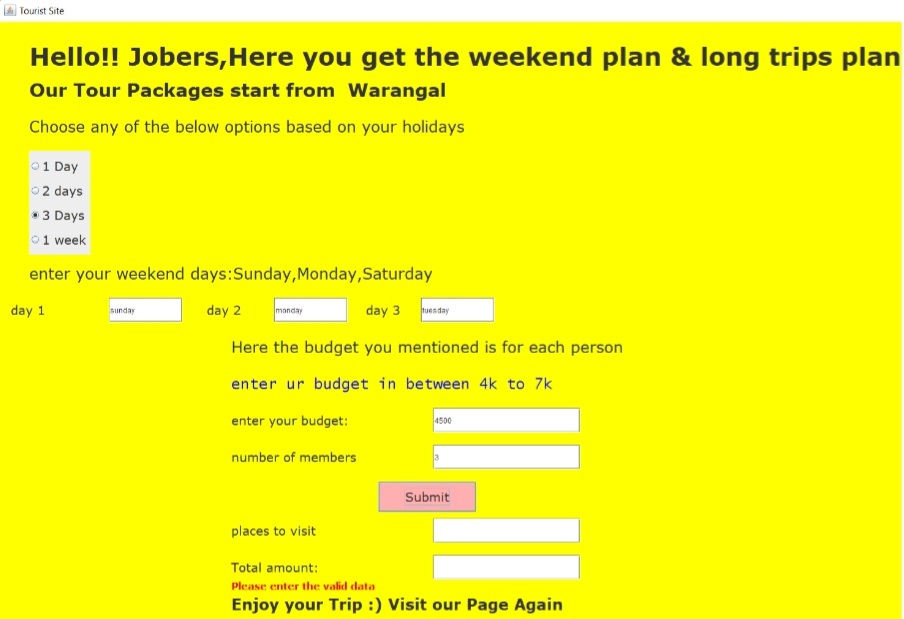 Tourist Site
Hello!! Jobers,Here you get the weekend plan & long trips plan
Our Tour Packages start from Warangal
Choose any of the below options based on your holidays
1 Day
2 days
3 Days
1 week
enter your weekend days:Sunday,Monday,Saturday
day 1 sunday day 2 monday day 3 tuesday
Here the budget you mentioned is for each person
enter ur budget in between 4k to 7k
enter your budget: 4500
number of members 3
Submit
places to visit
Total amount:
Please enter the valid data
Enjoy your Trip :) Visit our Page Again